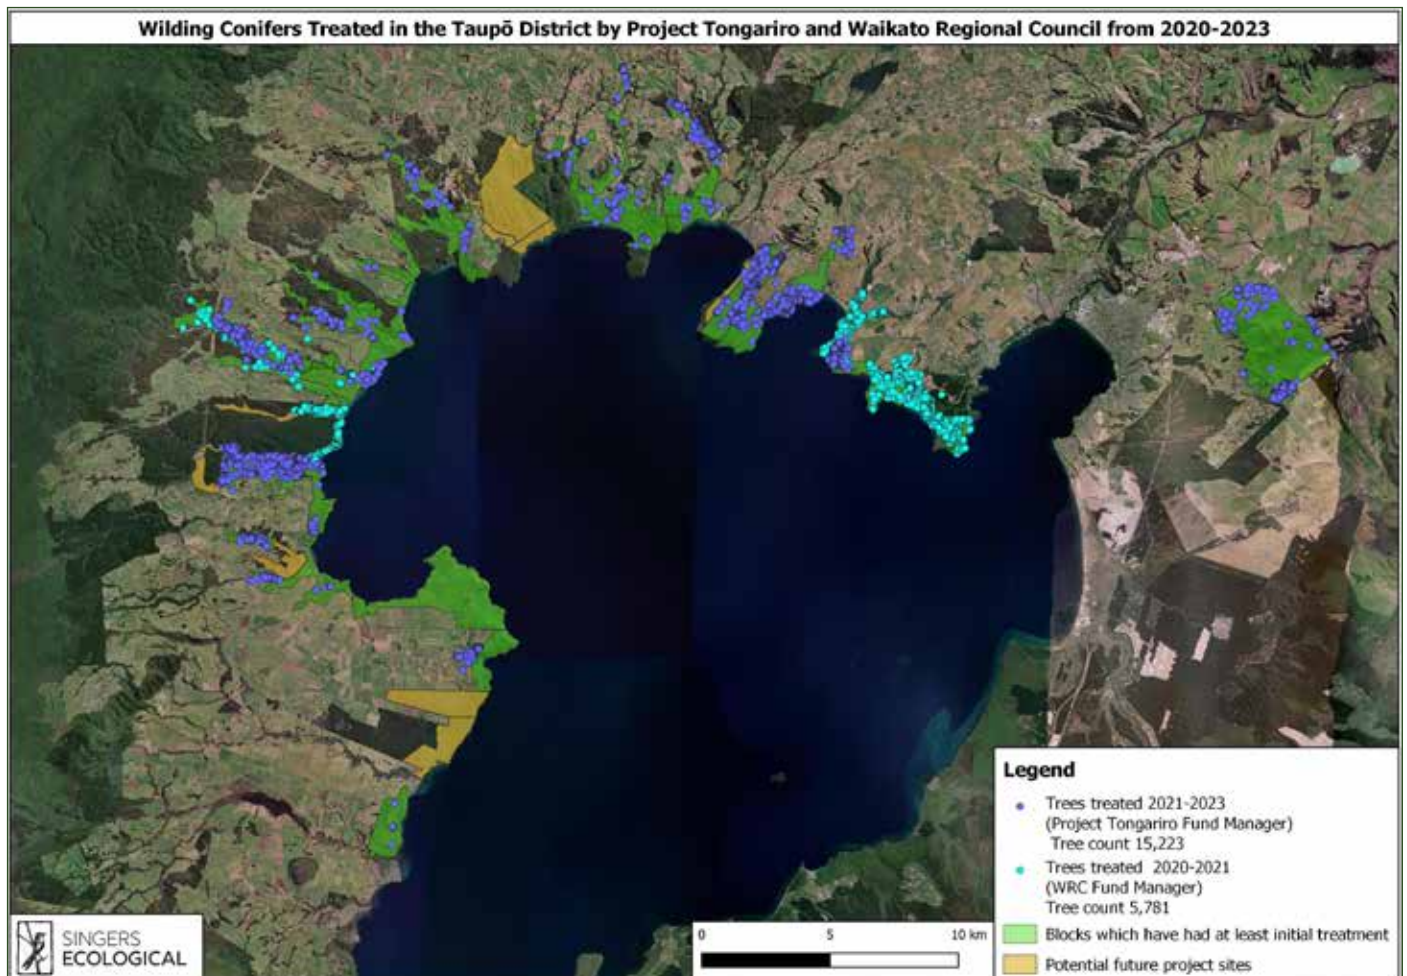 Wilding Conifers Treated in the Taupō District by Project Tongariro and Waikato Regional Council from 2020-2023
Legend
Trees treated 2021-2023
(Project Tongariro Fund Manager)
Tree count 15,223
Trees treated 2020-2021
(WRC Fund Manager)
Tree count 5,781
Blocks which have had at least initial treatment
Potential future project sites
SINGERS
ECOLOGICAL
0 5 10 km